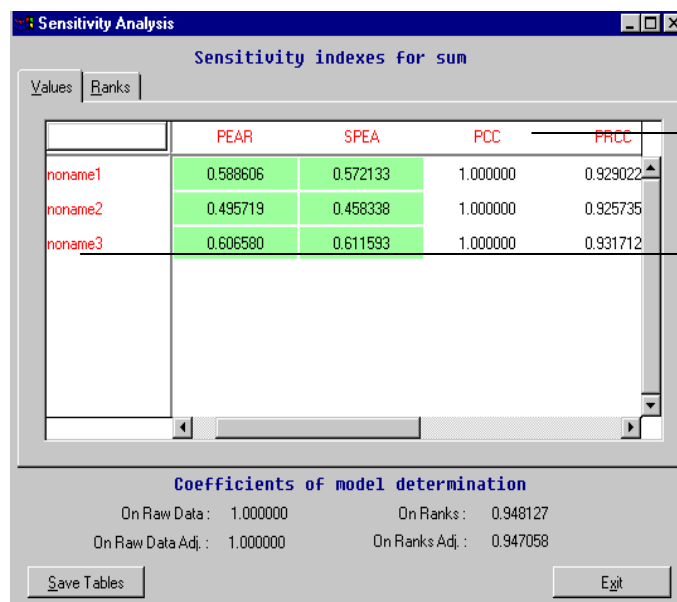 Sensitivity Analysis
Sensitivity indexes for sum
Values Ranks
PEAR SPEA PCC PRCC
noname1 0.588606 0.572133 1.000000 0.929022
noname2 0.495719 0.458338 1.000000 0.925735
noname3 0.606580 0.611593 1.000000 0.931712
Coefficients of model determination
On Raw Data : 1.000000 On Ranks : 0.948127
On Raw Data Adj. : 1.000000 On Ranks Adj. : 0.947058
Save Tables Exit